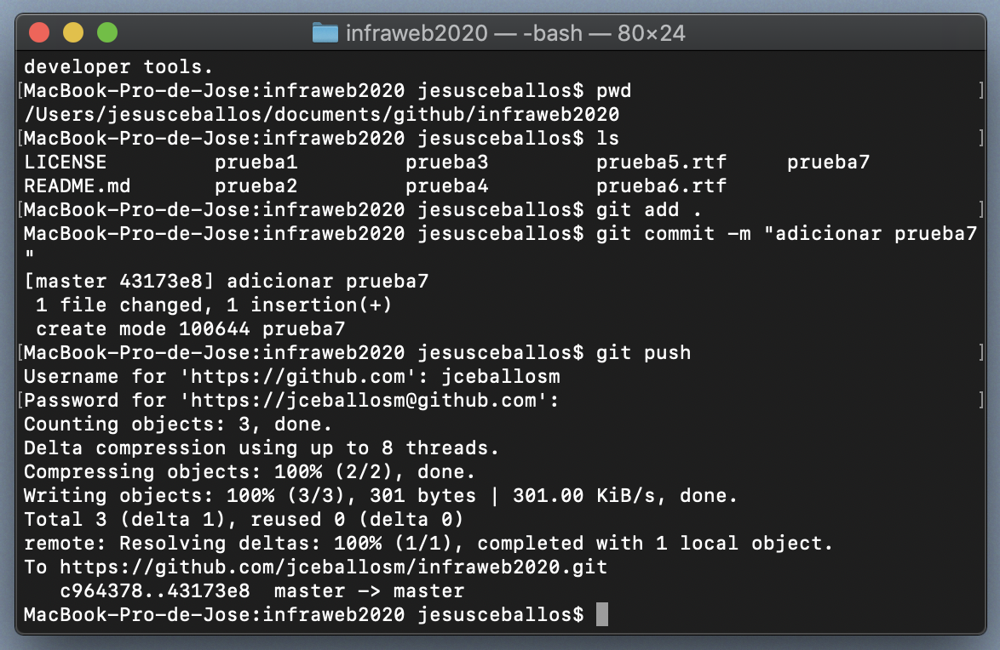 infraweb2020 — -bash — 80×24
developer tools.
[MacBook-Pro-de-Jose:infraweb2020 jesusceballos$ pwd ]
/Users/jesusceballos/documents/github/infraweb2020
[MacBook-Pro-de-Jose:infraweb2020 jesusceballos$ ls ]
LICENSE         prueba1         prueba3         prueba5.rtf     prueba7
README.md       prueba2         prueba4         prueba6.rtf
[MacBook-Pro-de-Jose:infraweb2020 jesusceballos$ git add . ]
MacBook-Pro-de-Jose:infraweb2020 jesusceballos$ git commit -m "adicionar prueba7
"
[master 43173e8] adicionar prueba7
 1 file changed, 1 insertion(+)
 create mode 100644 prueba7
[MacBook-Pro-de-Jose:infraweb2020 jesusceballos$ git push ]
Username for 'https://github.com': jceballosm
[Password for 'https://jceballosm@github.com': ]
Counting objects: 3, done.
Delta compression using up to 8 threads.
Compressing objects: 100% (2/2), done.
Writing objects: 100% (3/3), 301 bytes | 301.00 KiB/s, done.
Total 3 (delta 1), reused 0 (delta 0)
remote: Resolving deltas: 100% (1/1), completed with 1 local object.
To https://github.com/jceballosm/infraweb2020.git
   c964378..43173e8  master -> master
MacBook-Pro-de-Jose:infraweb2020 jesusceballos$